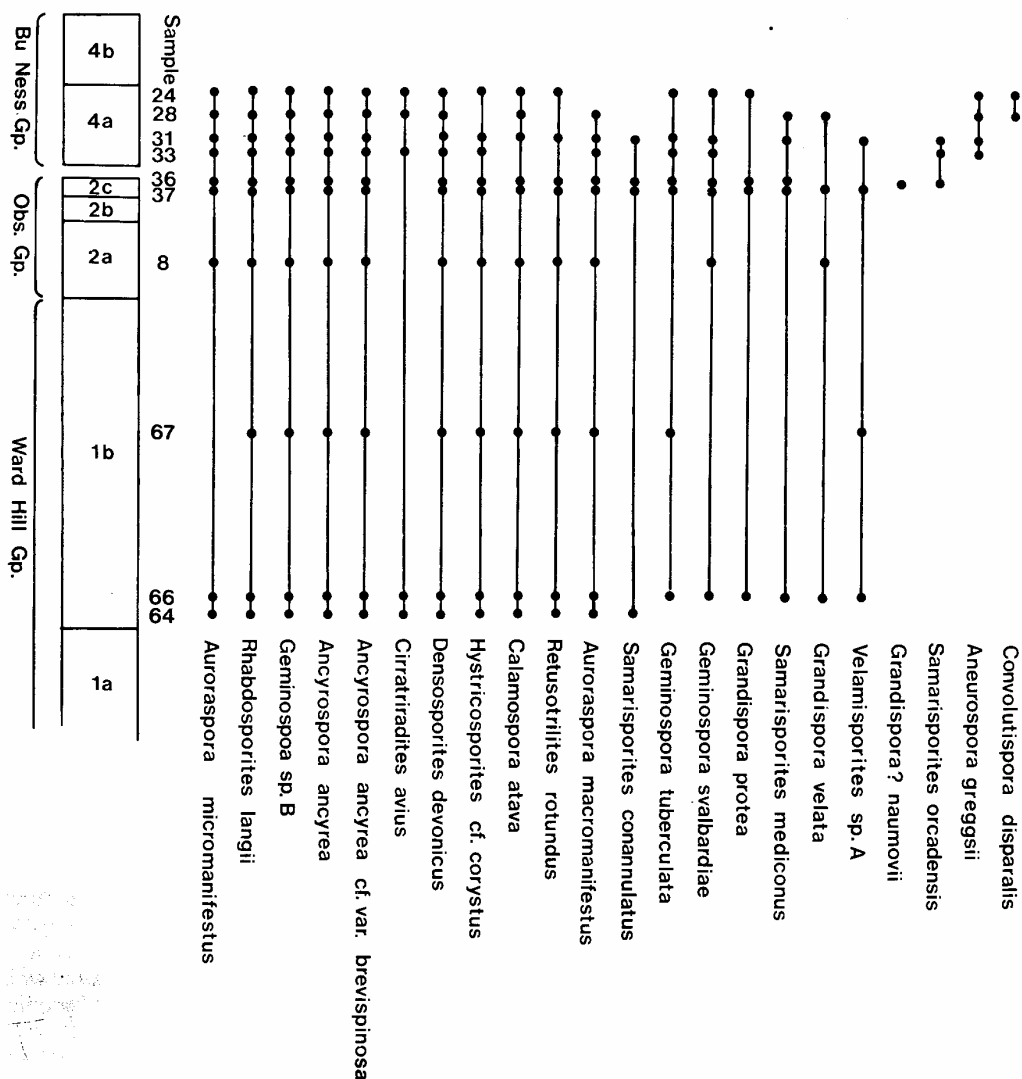 Sample
Bu Ness Gp.
Obs. Gp.
Ward Hill Gp.
4b
4a
2c
2b
2a
1b
1a
24
28
31
33
36
37
8
67
66
64
Auroraspora micromanifestus
Rhabdosporites langii
Geminospoa sp. B
Ancyrospora ancyrea
Ancyrospora ancyrea cf. var. brevispinosa
Cirratriradites avius
Densosporites devonicus
Hystricosporites cf. corystus
Calamospora atava
Retusotrilites rotundus
Auroraspora macromanifestus
Samarisporites conannulatus
Geminospora tuberculata
Geminospora svalbardiae
Grandispora protea
Samarisporites mediconus
Grandispora velata
Velamisporites sp. A
Grandispora? naumovii
Samarisporites orcadensis
Aneurospora greggsii
Convolutispora disparalis